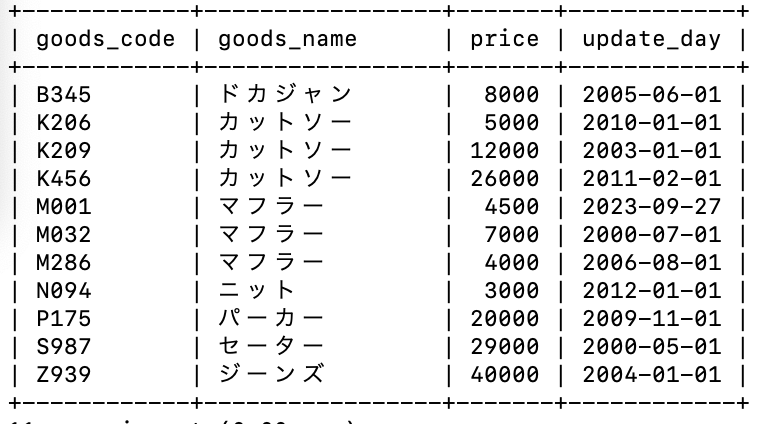 +-------------+---------------------+-------+------------+
| goods_code | goods_name | price | update_day |
+-------------+---------------------+-------+------------+
| B345 | ドカジャン | 8000 | 2005-06-01 |
| K206 | カットソー | 5000 | 2010-01-01 |
| K209 | カットソー | 12000 | 2003-01-01 |
| K456 | カットソー | 26000 | 2011-02-01 |
| M001 | マフラー | 4500 | 2023-09-27 |
| M032 | マフラー | 7000 | 2000-07-01 |
| M286 | マフラー | 4000 | 2006-08-01 |
| N094 | ニット | 3000 | 2012-01-01 |
| P175 | パーカー | 20000 | 2009-11-01 |
| S987 | セーター | 29000 | 2000-05-01 |
| Z939 | ジーンズ | 40000 | 2004-01-01 |
+-------------+---------------------+-------+------------+